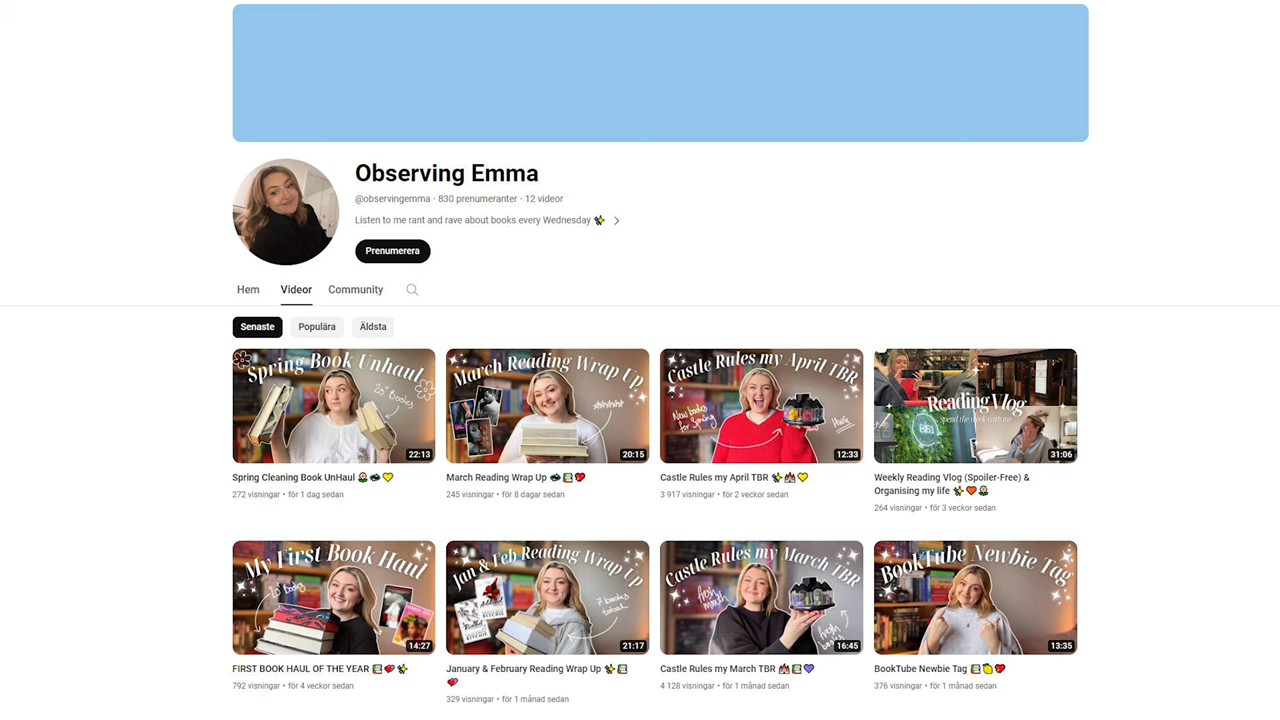 Observing Emma
@observingemma · 830 prenumeranter · 12 videor
Listen to me rant and rave about books every Wednesday ✨ >
Prenumerera
Hem Videor Community
Senaste Populära Äldsta
Spring Book Unhaul
20+ Books
22:13
March Reading Wrap Up
20:15
Castle Rules my April TBR
New books for Spring
12:33
Reading Vlog
spend the week with me
31:06
Spring Cleaning Book UnHaul
272 visningar • för 1 dag sedan
March Reading Wrap Up
245 visningar • för 8 dagar sedan
Castle Rules my April TBR
3 917 visningar • för 2 veckor sedan
Weekly Reading Vlog (Spoiler-Free) &
Organising my life
264 visningar • för 3 veckor sedan
My First Book Haul
14:27
Jan & Feb Reading Wrap Up
7 books
total
21:17
Castle Rules my March TBR
fresh
month
fresh
books
16:45
BookTube Newbie Tag
13:35
FIRST BOOK HAUL OF THE YEAR
792 visningar • för 4 veckor sedan
January & February Reading Wrap Up
329 visningar • för 1 månad sedan
Castle Rules my March TBR
4 128 visningar • för 1 månad sedan
BookTube Newbie Tag
376 visningar • för 1 månad sedan